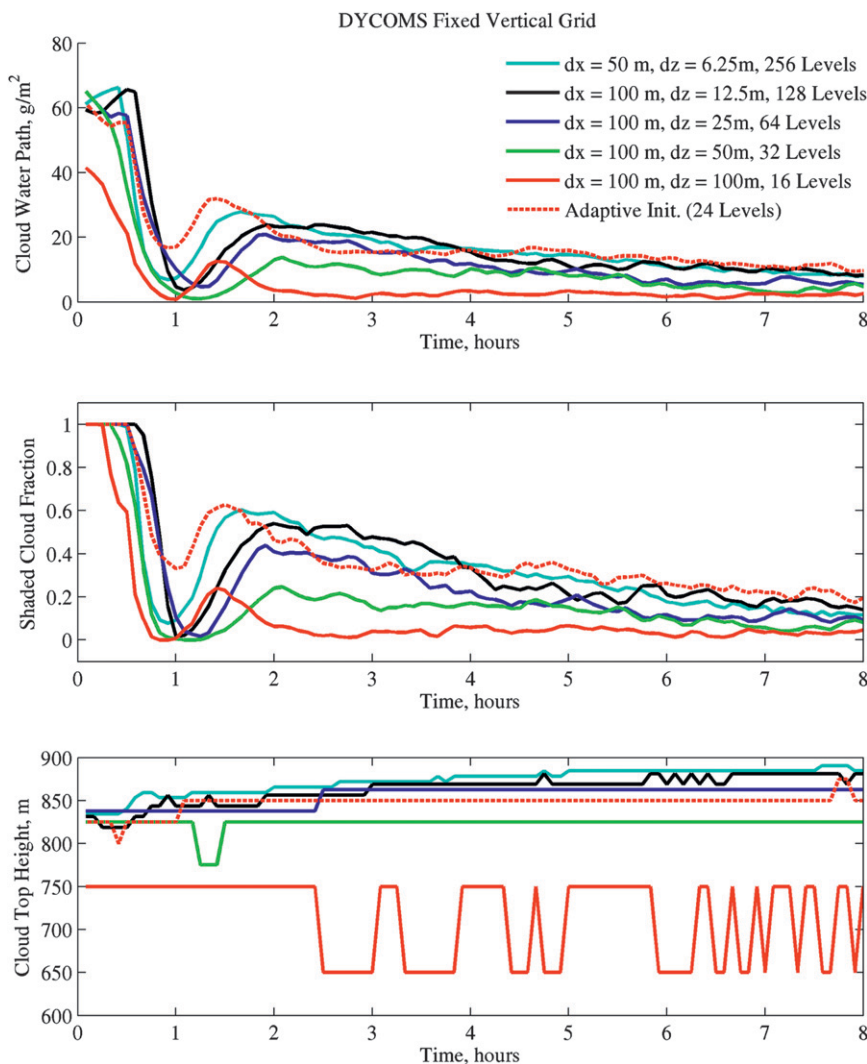 DYCOMS Fixed Vertical Grid
80
60
40
20
0
Cloud Water Path, g/m²
dx = 50 m, dz = 6.25m, 256 Levels
dx = 100 m, dz = 12.5m, 128 Levels
dx = 100 m, dz = 25m, 64 Levels
dx = 100 m, dz = 50m, 32 Levels
dx = 100 m, dz = 100m, 16 Levels
Adaptive Init. (24 Levels)
0 1 2 3 4 5 6 7 8
Time, hours
1
0.8
0.6
0.4
0.2
0
Shaded Cloud Fraction
0 1 2 3 4 5 6 7 8
Time, hours
900
850
800
750
700
650
600
Cloud Top Height, m
0 1 2 3 4 5 6 7 8
Time, hours